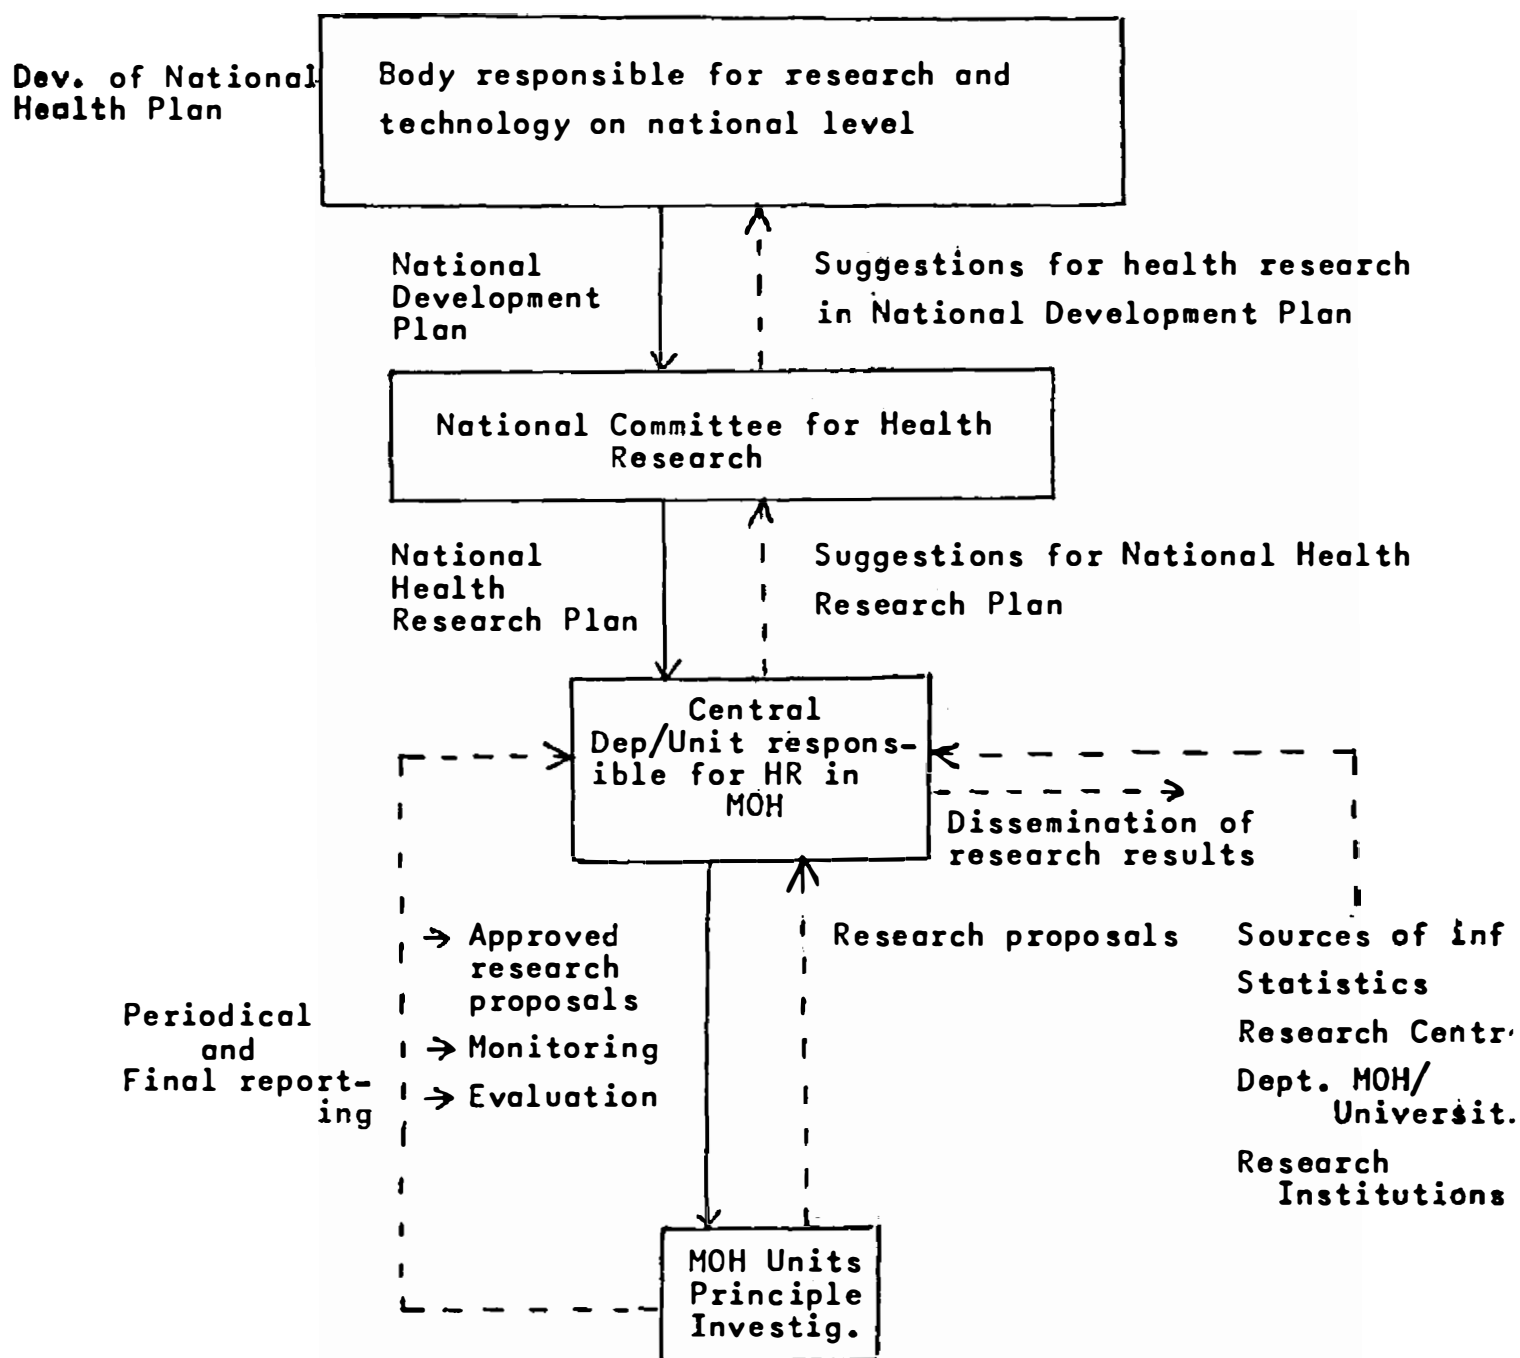 Dev. of National
Health Plan
Body responsible for research and
technology on national level
National
Development
Plan
Suggestions for health research
in National Development Plan
National Committee for Health
Research
National
Health
Research Plan
Suggestions for National Health
Research Plan
Central
Dep/Unit respons-
ible for HR in
MOH
Dissemination of
research results
Periodical
and
Final report-
ing
→ Approved
research
proposals
→ Monitoring
→ Evaluation
Research proposals
Sources of inf
Statistics
Research Centr
Dept. MOH/
Universit.
Research
Institutions
MOH Units
Principle
Investig.